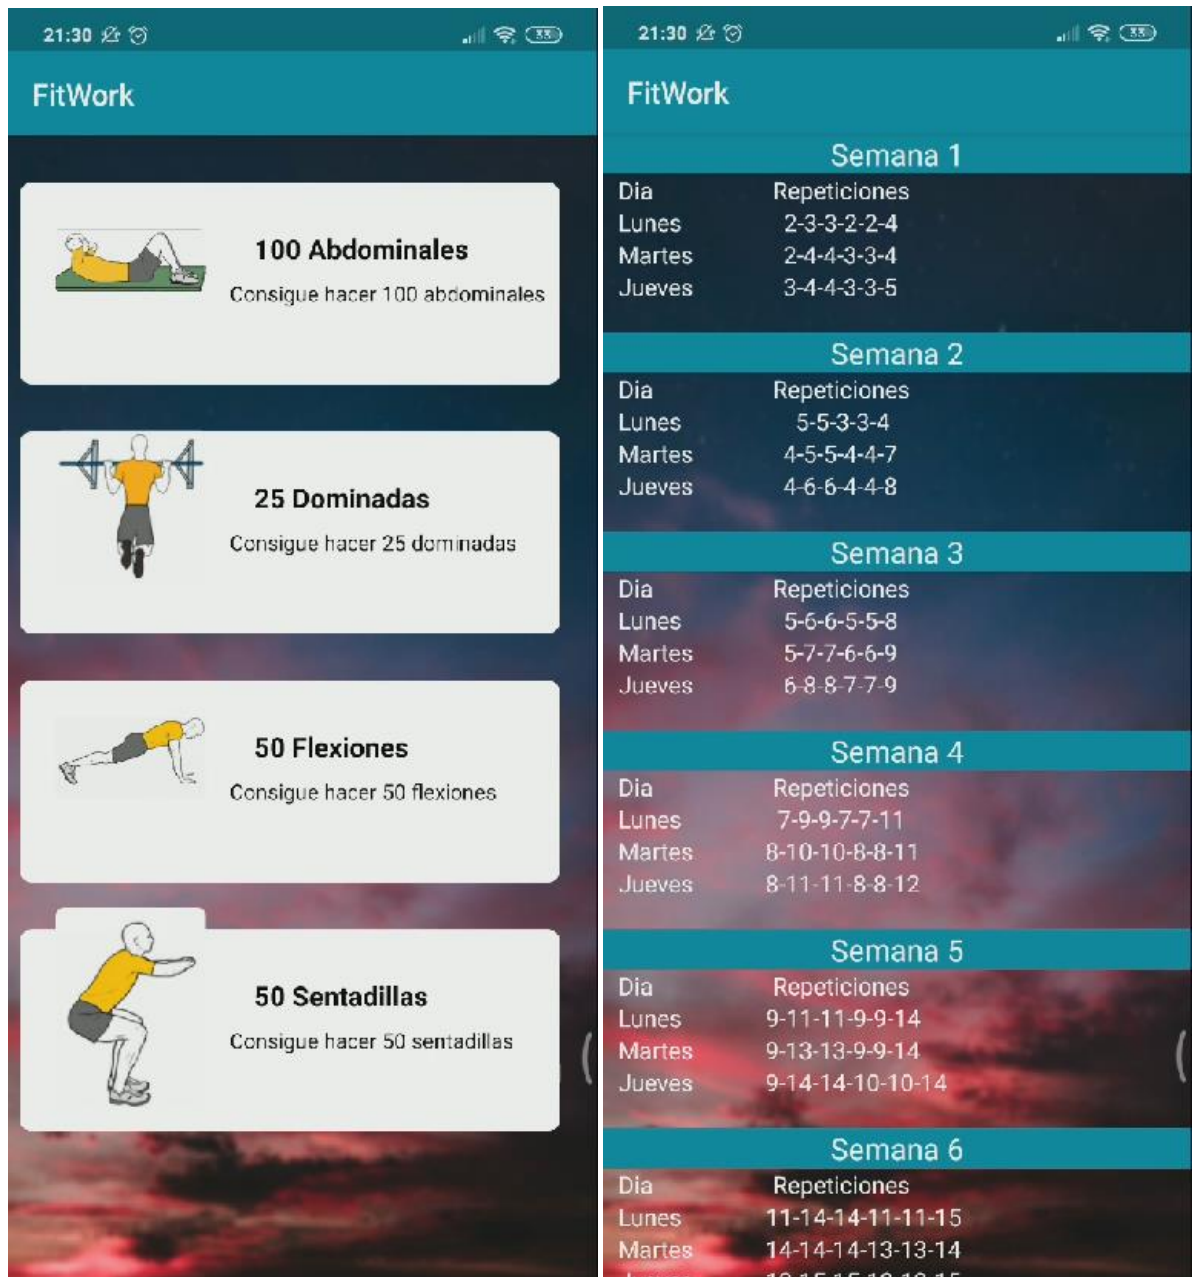 21:30
33
FitWork
100 Abdominales
Consigue hacer 100 abdominales
25 Dominadas
Consigue hacer 25 dominadas
50 Flexiones
Consigue hacer 50 flexiones
50 Sentadillas
Consigue hacer 50 sentadillas
21:30
33
FitWork
Semana 1
Dia Repeticiones
Lunes 2-3-3-2-2-4
Martes 2-4-4-3-3-4
Jueves 3-4-4-3-3-5
Semana 2
Dia Repeticiones
Lunes 5-5-3-3-4
Martes 4-5-5-4-4-7
Jueves 4-6-6-4-4-8
Semana 3
Dia Repeticiones
Lunes 5-6-6-5-5-8
Martes 5-7-7-6-6-9
Jueves 6-8-8-7-7-9
Semana 4
Dia Repeticiones
Lunes 7-9-9-7-7-11
Martes 8-10-10-8-8-11
Jueves 8-11-11-8-8-12
Semana 5
Dia Repeticiones
Lunes 9-11-11-9-9-14
Martes 9-13-13-9-9-14
Jueves 9-14-14-10-10-14
Semana 6
Dia Repeticiones
Lunes 11-14-14-11-11-15
Martes 14-14-14-13-13-14